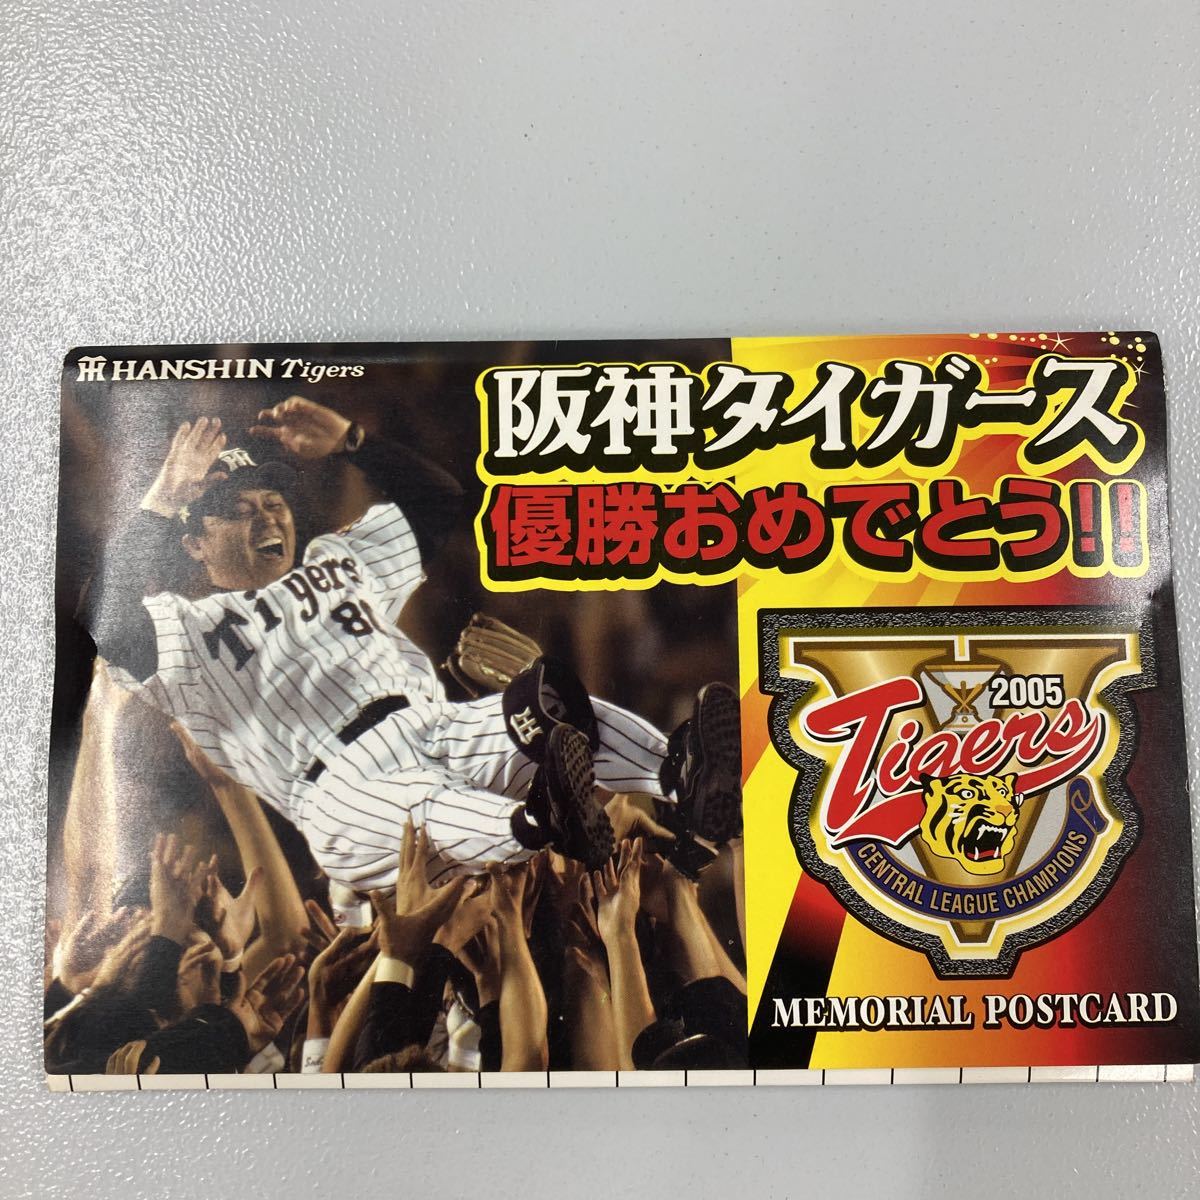 HANSHIN Tigers
阪神タイガース
優勝おめでとう!!
Tigers
2005
Tigers
CENTRAL LEAGUE CHAMPIONS
MEMORIAL POSTCARD